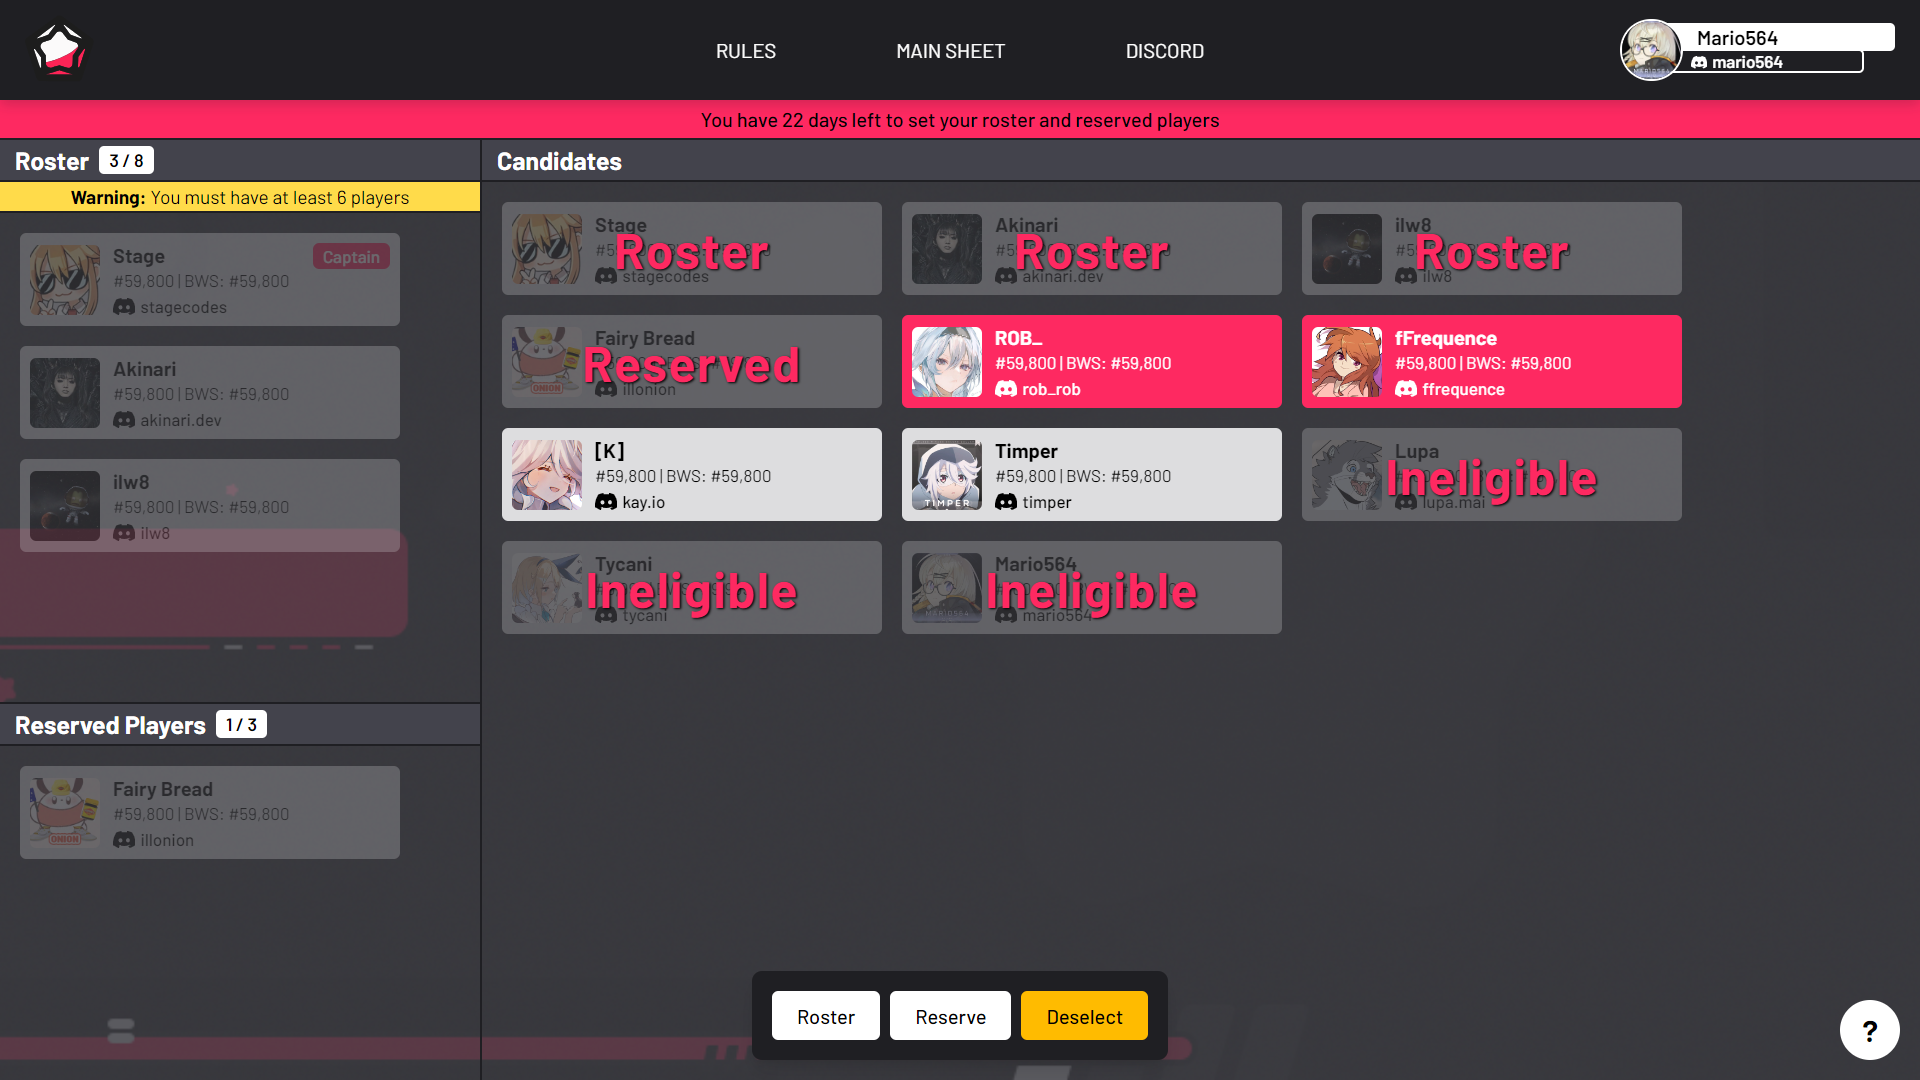 RULES
MAIN SHEET
DISCORD
Mario564
mario564
You have 22 days left to set your roster and reserved players
Roster 3 / 8
Warning: You must have at least 6 players
Stage
Captain
#59,800 | BWS: #59,800
stagecodes
Akinari
#59,800 | BWS: #59,800
akinari.dev
ilw8
#59,800 | BWS: #59,800
ilw8
Reserved Players 1 / 3
Fairy Bread
#59,800 | BWS: #59,800
illonion
Candidates
Stage
Roster
stagecodes
Akinari
Roster
akinari.dev
ilw8
Roster
ilw8
Fairy Bread
Reserved
illonion
ROB_
#59,800 | BWS: #59,800
rob_rob
fFrequence
#59,800 | BWS: #59,800
ffrequence
[K]
#59,800 | BWS: #59,800
kay.io
Timper
#59,800 | BWS: #59,800
timper
TIMPER
Lupa
Ineligible
lupa.mai
Tycani
Ineligible
tycani
Mario564
Ineligible
mario564
Roster
Reserve
Deselect
?